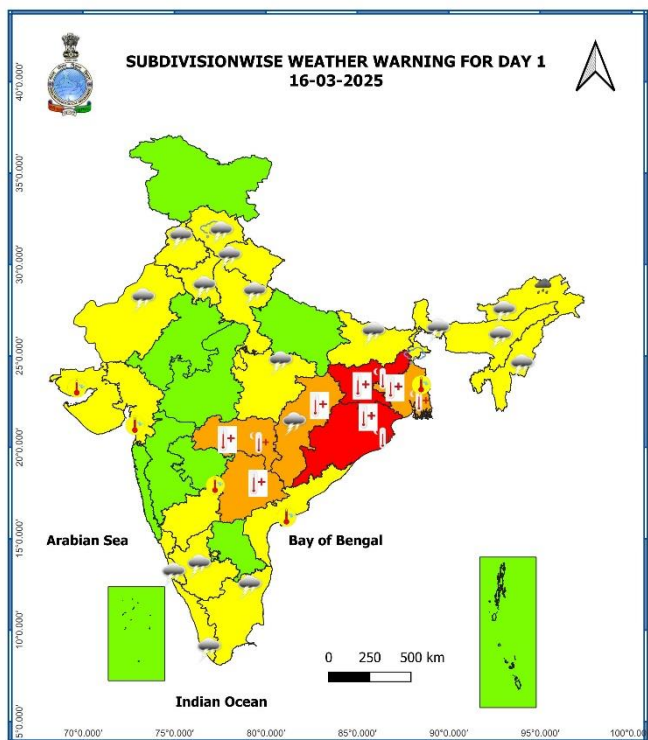 SUBDIVISIONWISE WEATHER WARNING FOR DAY 1
16-03-2025
40°0.000'
35°0.000'
30°0.000'
25°0.000'
20°0.000'
15°0.000'
10°0.000'
5°0.000'
Arabian Sea
Bay of Bengal
0 250 500 km
Indian Ocean
70°0.000' 75°0.000' 80°0.000' 85°0.000' 90°0.000' 95°0.000' 100°0.000'